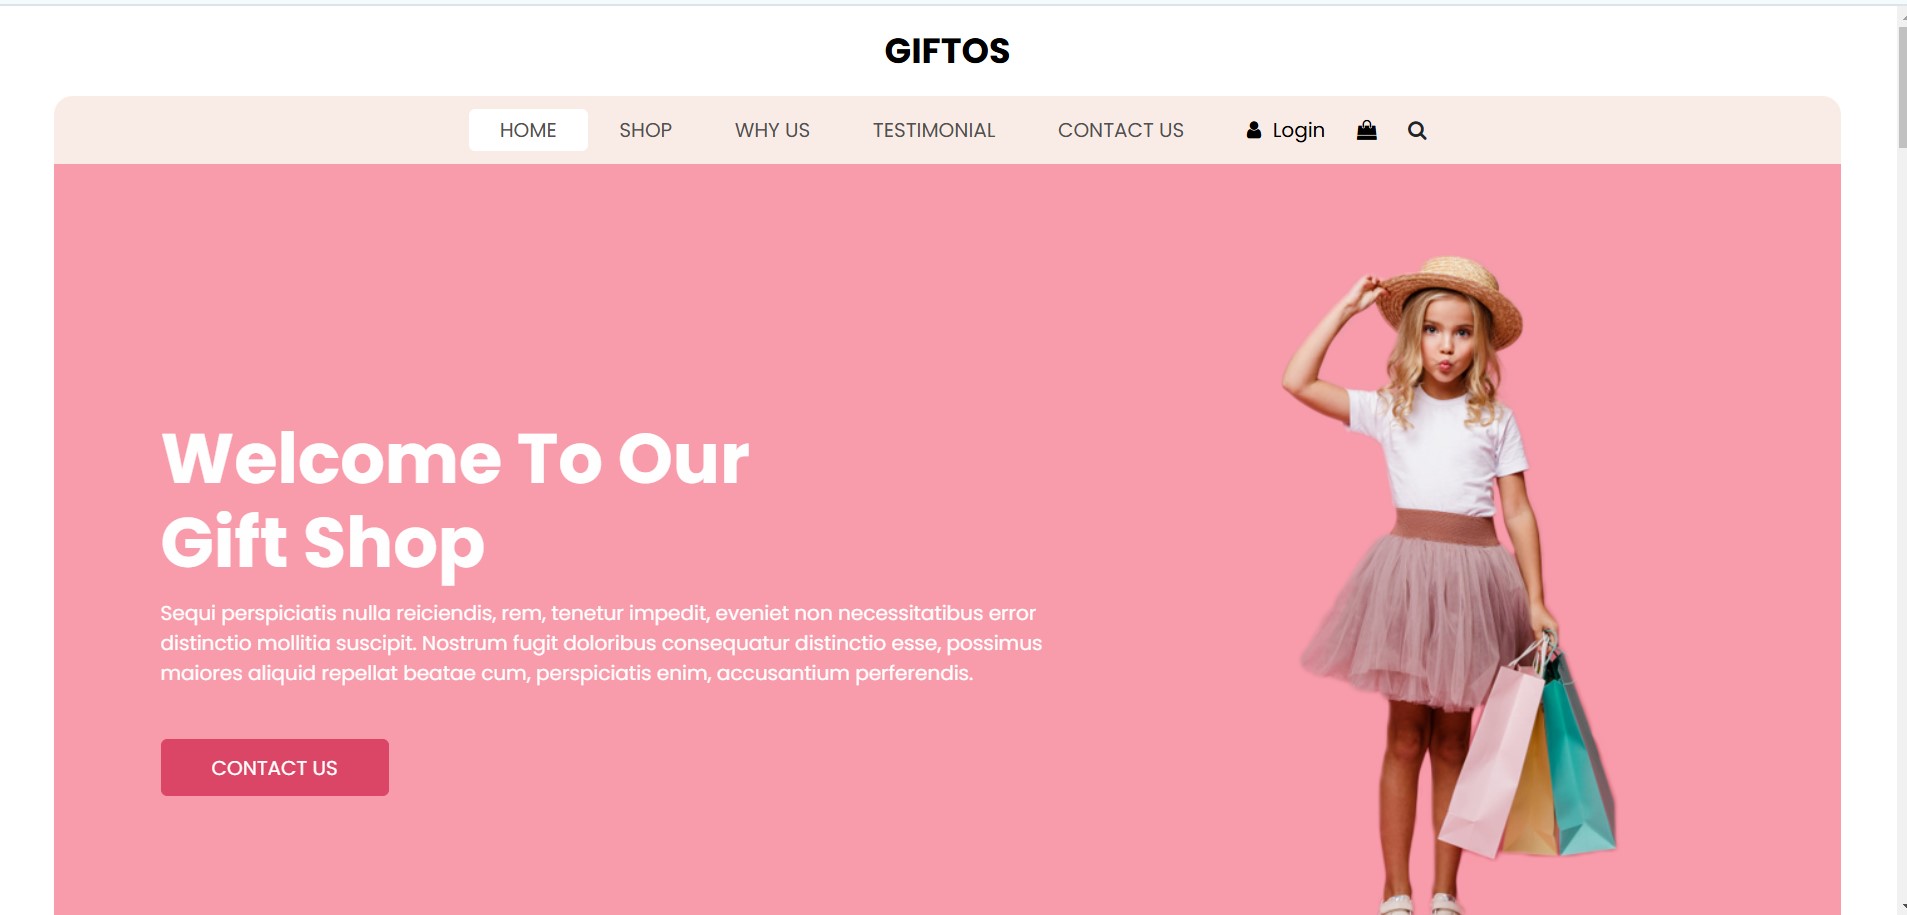 GIFTOS
HOME SHOP WHY US TESTIMONIAL CONTACT US Login
Welcome To Our
Gift Shop
Sequi perspiciatis nulla reiciendis, rem, tenetur impedit, eveniet non necessitatibus error
distinctio mollitia suscipit. Nostrum fugit doloribus consequatur distinctio esse, possimus
maiores aliquid repellat beatae cum, perspiciatis enim, accusantium perferendis.
CONTACT US